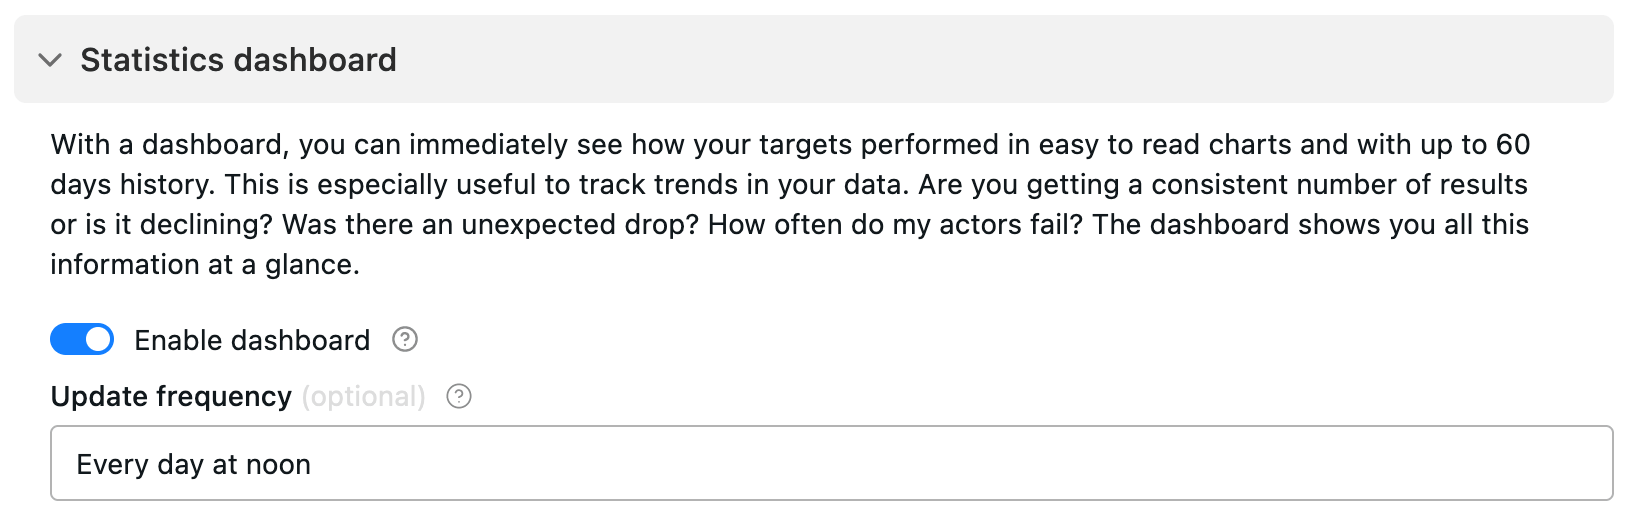 Statistics dashboard
With a dashboard, you can immediately see how your targets performed in easy to read charts and with up to 60
days history. This is especially useful to track trends in your data. Are you getting a consistent number of results
or is it declining? Was there an unexpected drop? How often do my actors fail? The dashboard shows you all this
information at a glance.
Enable dashboard ?
Update frequency (optional) ?
Every day at noon